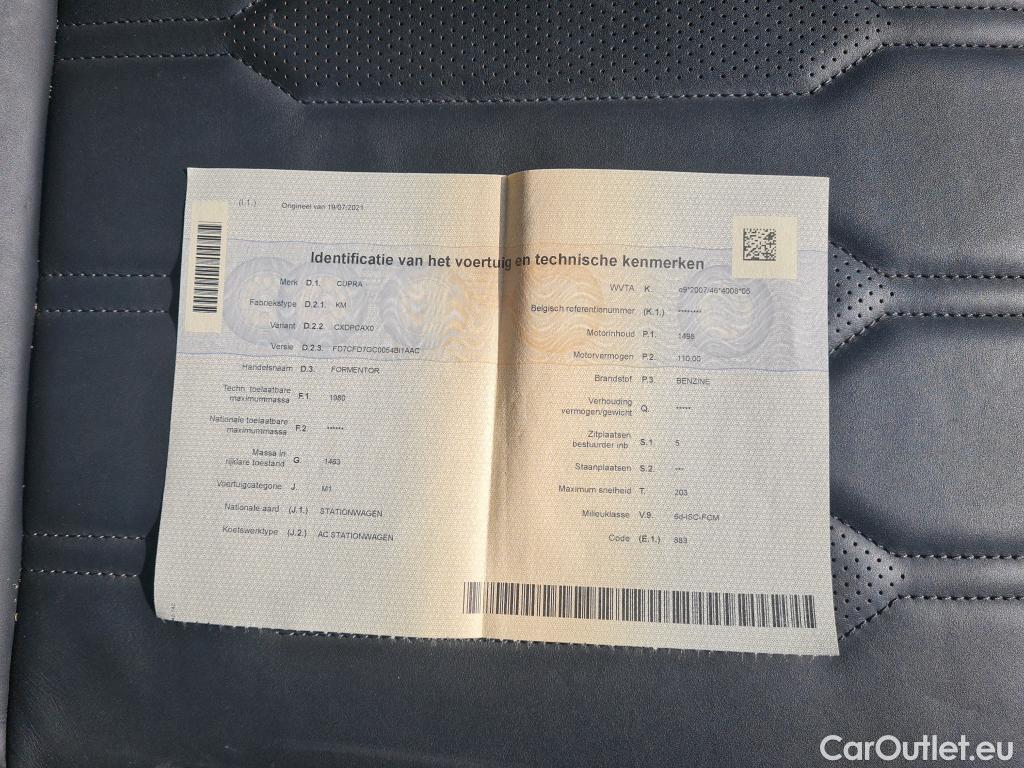 (I.1.) Origineel van 19/07/2021
Identificatie van het voertuig en technische kenmerken
Merk D.1. CUPRA
Fabriekstype D.2.1. KM
Variant D.2.2. CXDPCAX0
Versie D.2.3. FD7CFD7GC0054BI1AAC
Handelsnaam D.3. FORMENTOR
Techn. toelaatbare
maximummassa F.1. 1980
Nationale toelaatbare
maximummassa F.2. ******
Massa in
rijklare toestand G. 1463
Voertuigcategorie J. M1
Nationale aard (J.1.) STATIONWAGEN
Koetswerktype (J.2.) AC STATIONWAGEN
WVTA K. e9*2007/46*4008*05
Belgisch referentienummer (K.1.) ********
Motorinhoud P.1. 1498
Motorvermogen P.2. 110,00
Brandstof P.3. BENZINE
Verhouding
vermogen/gewicht Q. *****
Zitplaatsen
bestuurder inb. S.1. 5
Staanplaatsen S.2. ***
Maximum snelheid T. 203
Milieuklasse V.9. 6d-ISC-FCM
Code (E.1.) 883
CarOutlet.eu